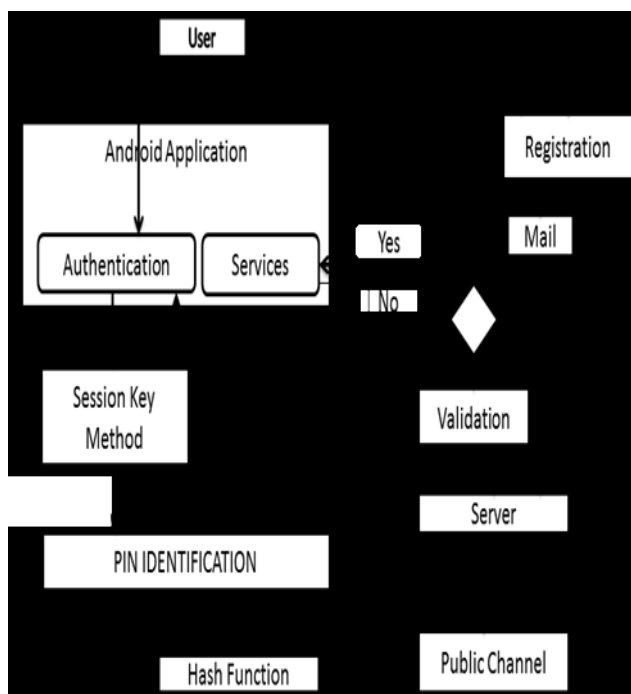 User
Android Application
Registration
Authentication
Services
Yes
Mail
No
Session Key
Method
Validation
Server
PIN IDENTIFICATION
Hash Function
Public Channel